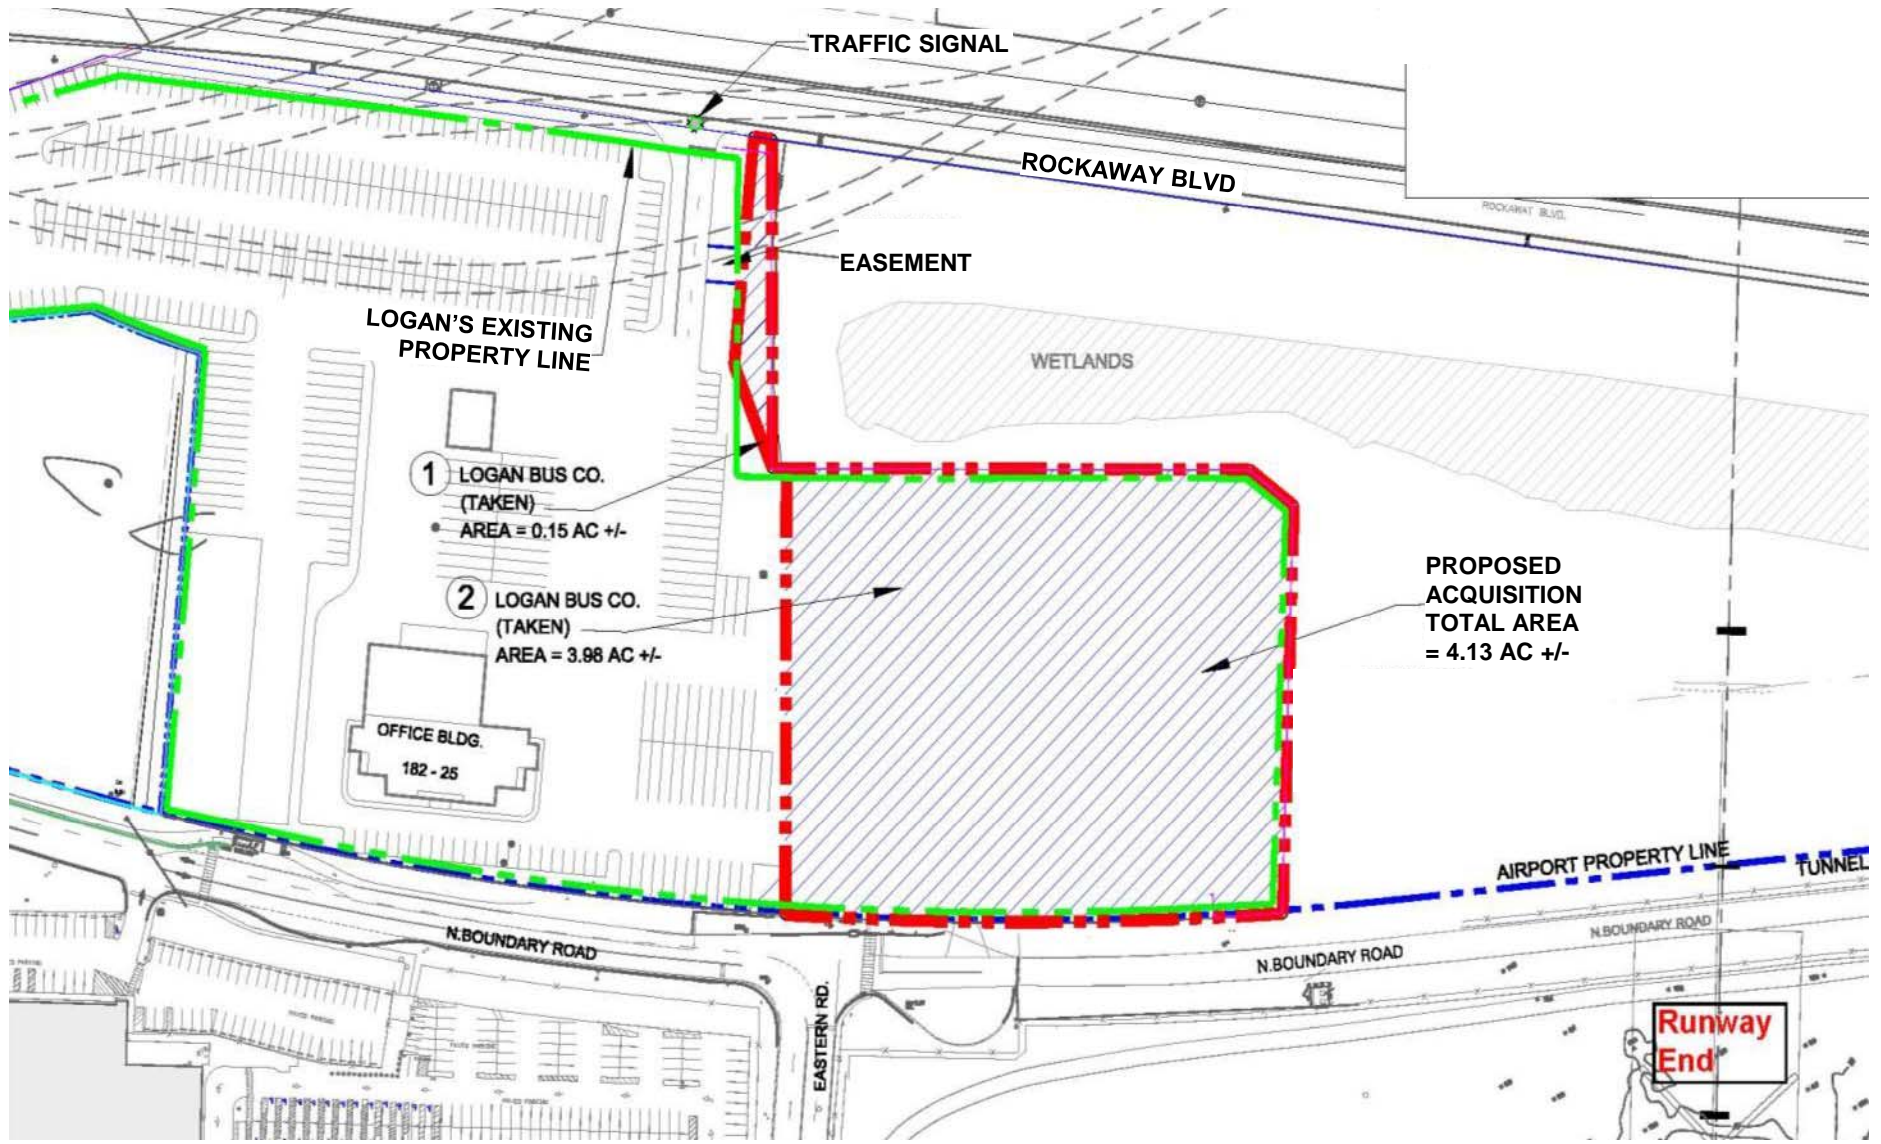 TRAFFIC SIGNAL
ROCKAWAY BLVD
ROCKAWAY BLVD.
EASEMENT
LOGAN'S EXISTING
PROPERTY LINE
WETLANDS
1 LOGAN BUS CO.
(TAKEN)
AREA = 0.15 AC +/-
2 LOGAN BUS CO.
(TAKEN)
AREA = 3.98 AC +/-
PROPOSED
ACQUISITION
TOTAL AREA
= 4.13 AC +/-
OFFICE BLDG.
182 - 25
AIRPORT PROPERTY LINE
TUNNEL
N.BOUNDARY ROAD
N.BOUNDARY ROAD
N.BOUNDARY ROAD
EASTERN RD.
Runway
End